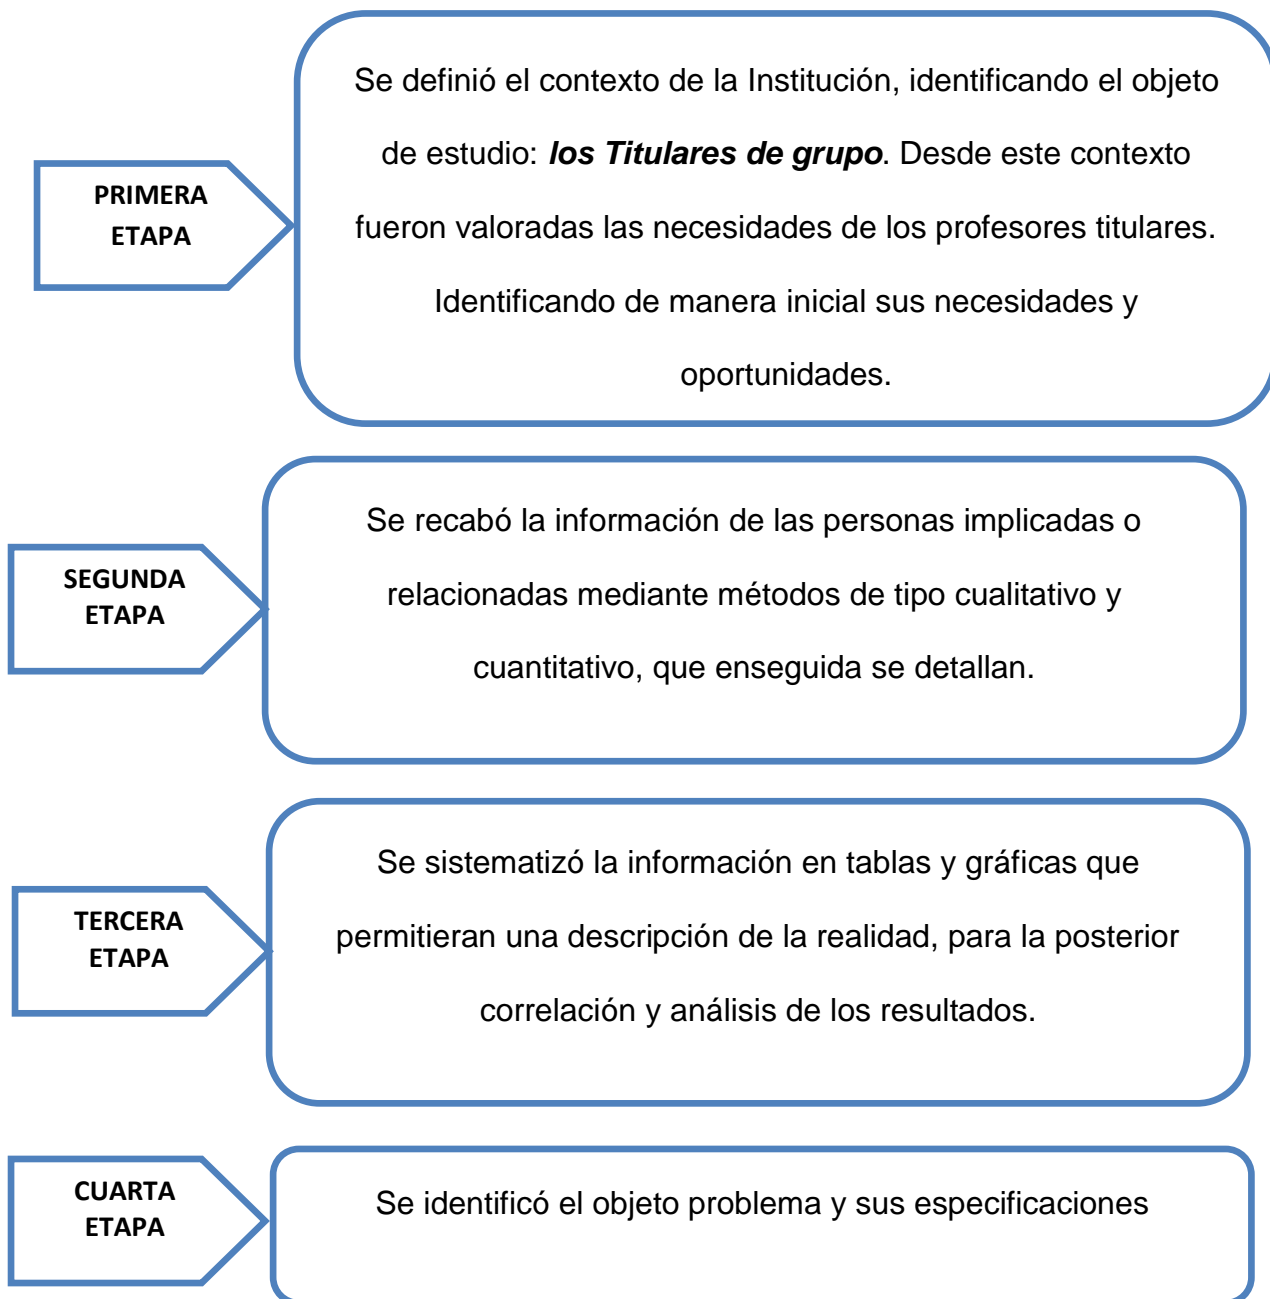 PRIMERA
ETAPA
Se definió el contexto de la Institución, identificando el objeto
de estudio: los Titulares de grupo. Desde este contexto
fueron valoradas las necesidades de los profesores titulares.
Identificando de manera inicial sus necesidades y
oportunidades.
SEGUNDA
ETAPA
Se recabó la información de las personas implicadas o
relacionadas mediante métodos de tipo cualitativo y
cuantitativo, que enseguida se detallan.
TERCERA
ETAPA
Se sistematizó la información en tablas y gráficas que
permitieran una descripción de la realidad, para la posterior
correlación y análisis de los resultados.
CUARTA
ETAPA
Se identificó el objeto problema y sus especificaciones